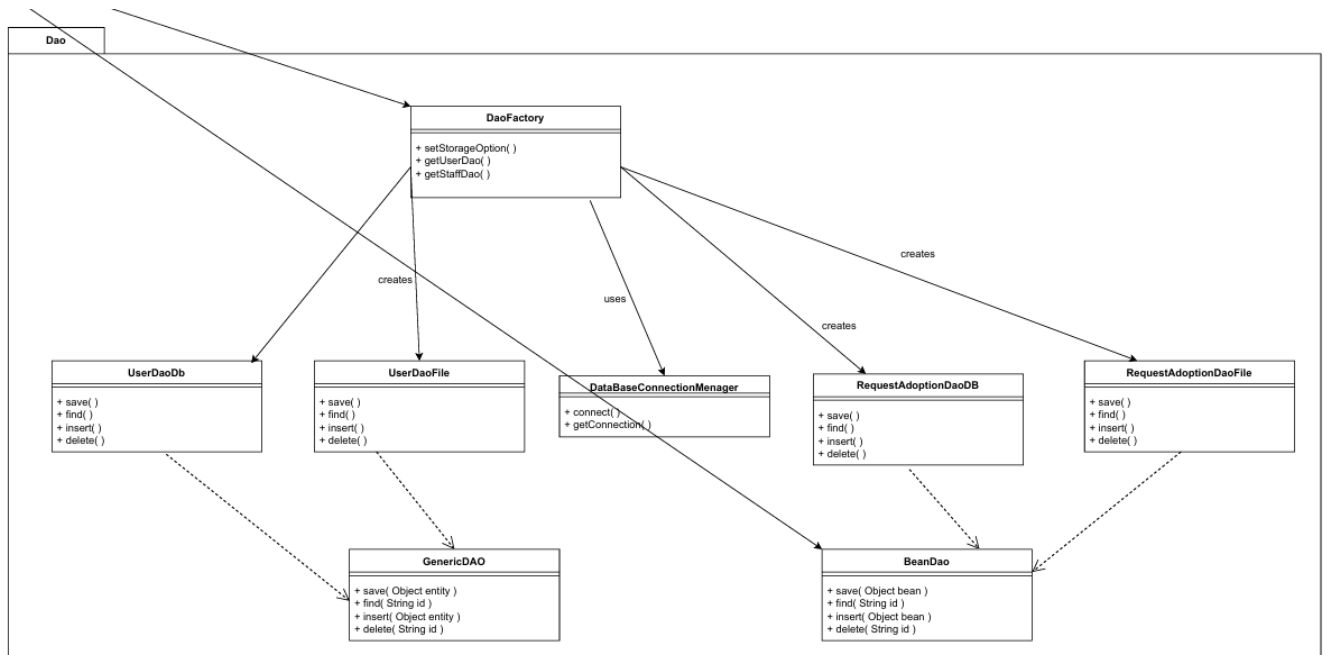 Dao
DaoFactory
+ setStorageOption( )
+ getUserDao( )
+ getStaffDao( )
creates
uses
creates
creates
UserDaoDb
+ save( )
+ find( )
+ insert( )
+ delete( )
UserDaoFile
+ save( )
+ find( )
+ insert( )
+ delete( )
DataBaseConnectionMenager
+ connect( )
+ getConnection( )
RequestAdoptionDaoDB
+ save( )
+ find( )
+ insert( )
+ delete( )
RequestAdoptionDaoFile
+ save( )
+ find( )
+ insert( )
+ delete( )
GenericDAO
+ save( Object entity )
+ find( String id )
+ insert( Object entity )
+ delete( String id )
BeanDao
+ save( Object bean )
+ find( String id )
+ insert( Object bean )
+ delete( String id )